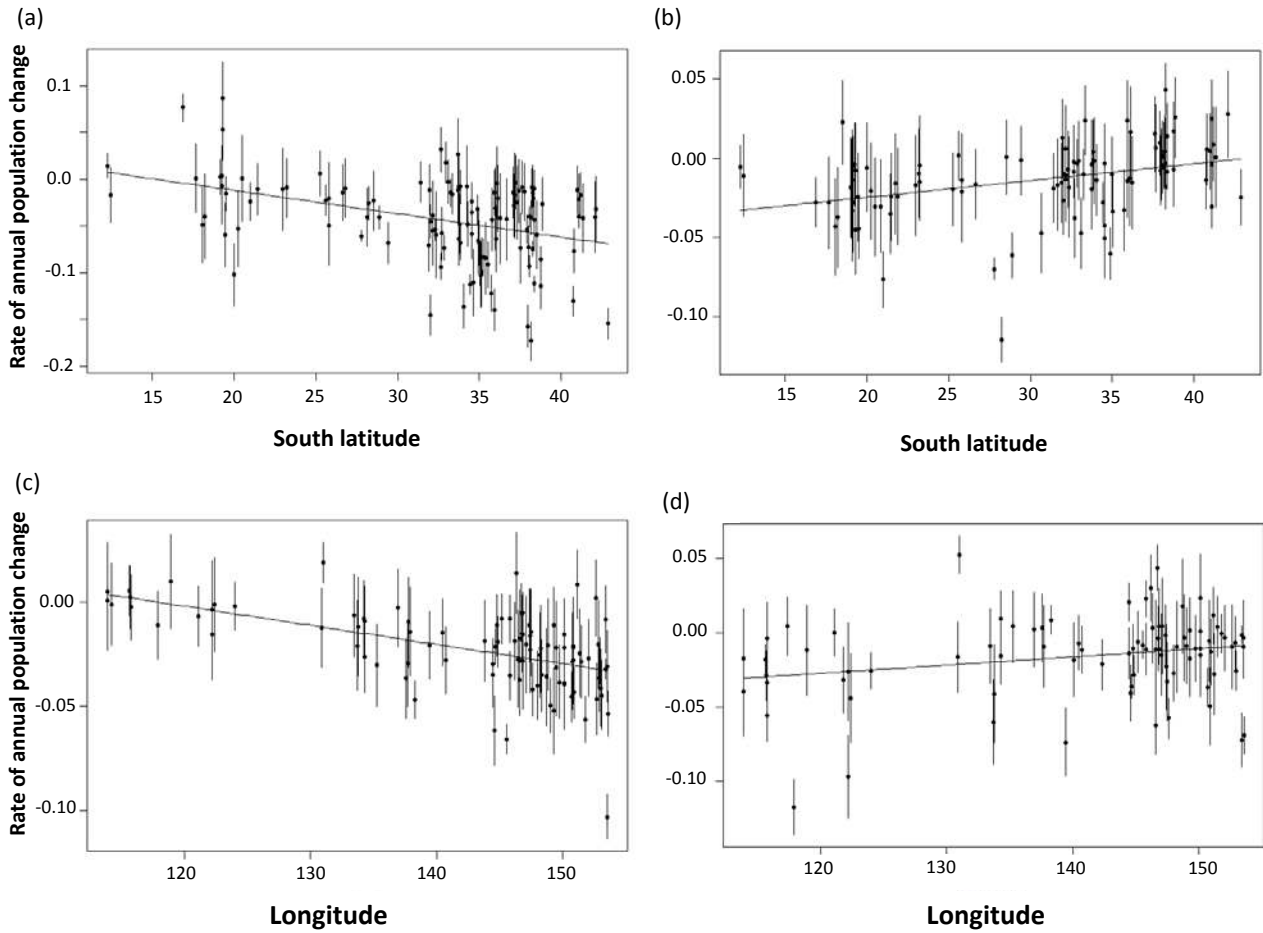 (a)
Rate of annual population change
0.1
0.0
-0.1
-0.2
15 20 25 30 35 40
South latitude
(b)
0.05
0.00
-0.05
-0.10
15 20 25 30 35 40
South latitude
(c)
Rate of annual population change
0.00
-0.05
-0.10
120 130 140 150
Longitude
(d)
0.05
0.00
-0.05
-0.10
120 130 140 150
Longitude